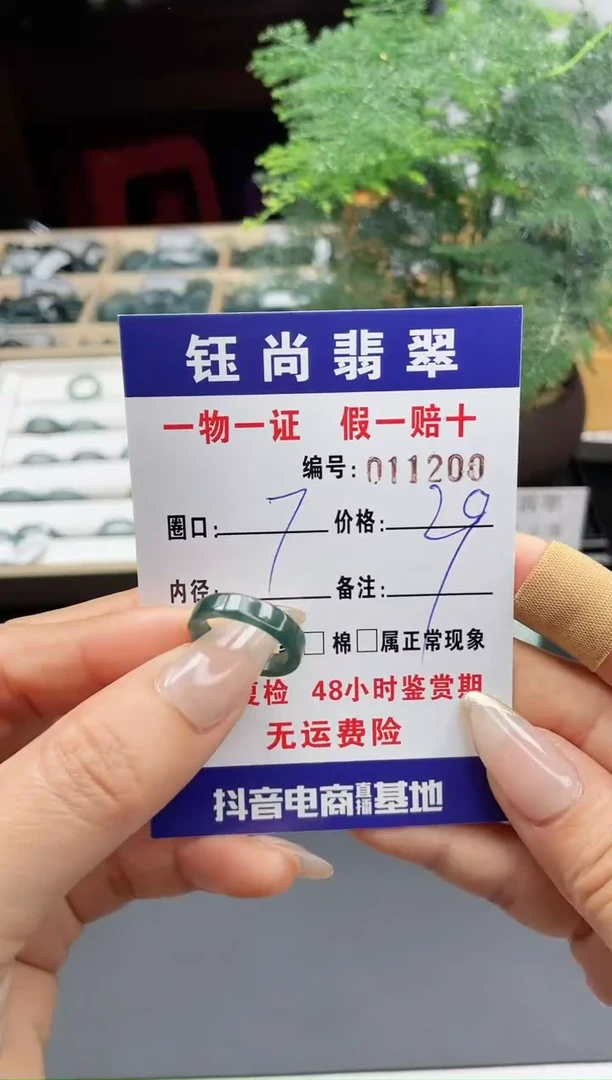 钰尚翡翠
一物一证 假一赔十
编号: 011200
圈口: 7 价格: 29
内径: 备注:
棉 属正常现象
复检 48小时鉴赏期
无运费险
抖音电商直播基地